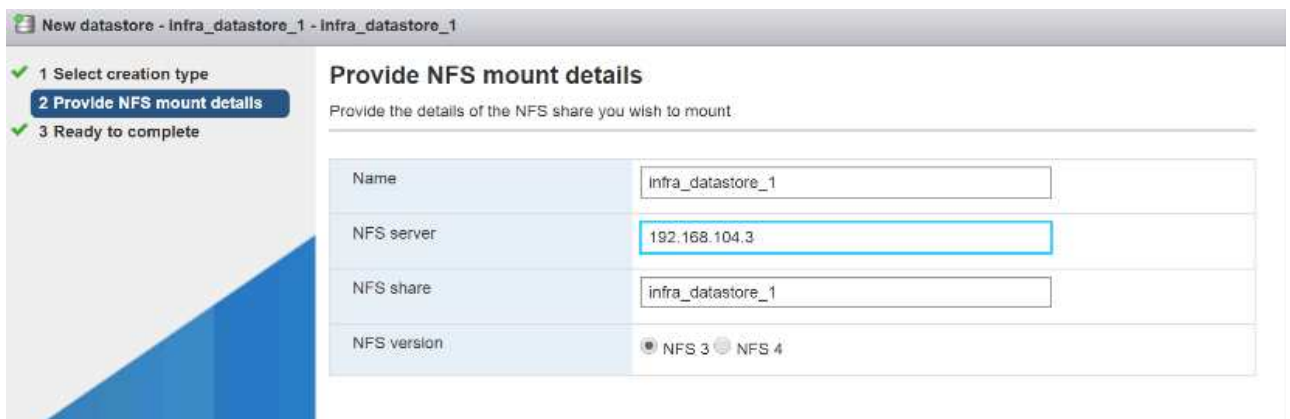 New datastore - infra_datastore_1 - infra_datastore_1
1 Select creation type
2 Provide NFS mount details
3 Ready to complete
Provide NFS mount details
Provide the details of the NFS share you wish to mount
Name
infra_datastore_1
NFS server
192.168.104.3
NFS share
infra_datastore_1
NFS version
NFS 3 NFS 4